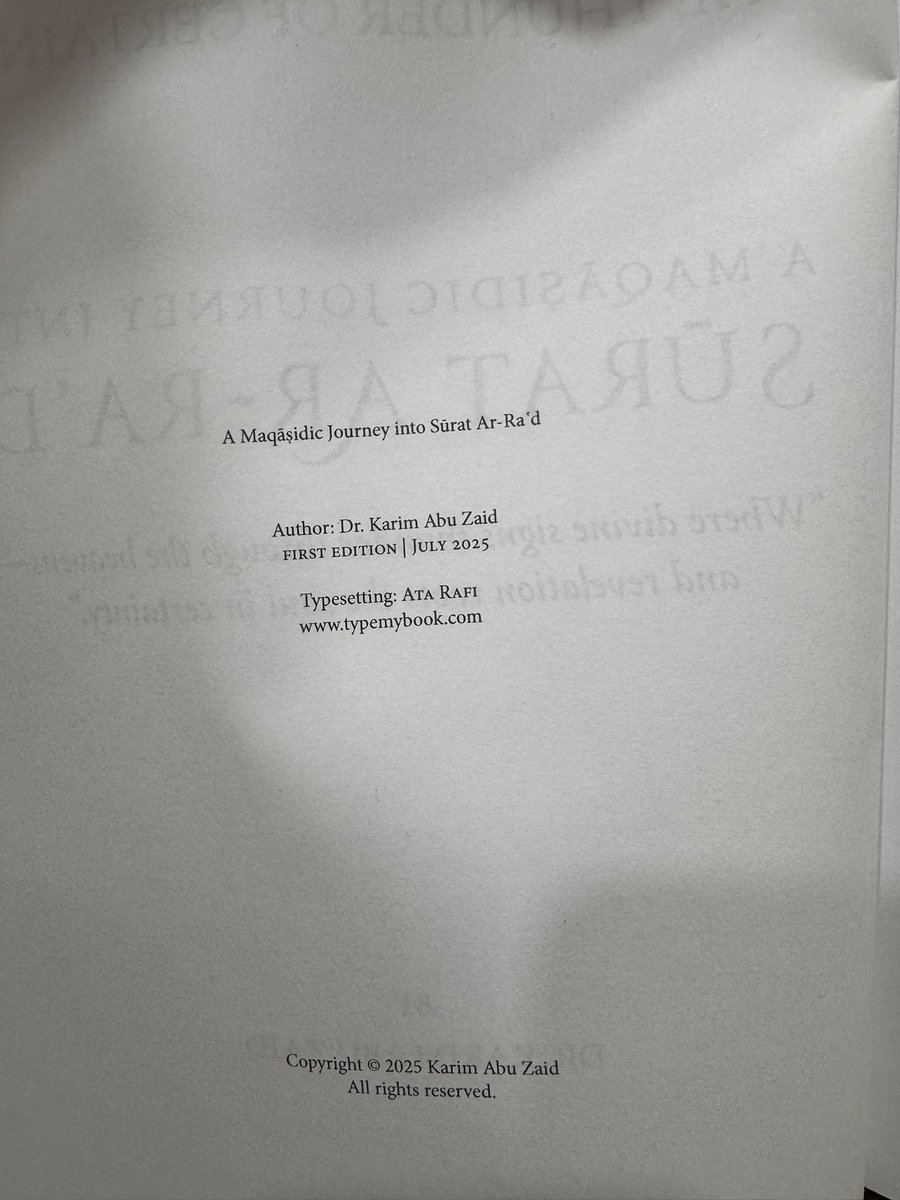 A Maqāṣidic Journey into Sūrat Ar-Raʿd
Author: Dr. Karim Abu Zaid
FIRST EDITION | JULY 2025
Typesetting: ATA RAFI
www.typemybook.com
Copyright © 2025 Karim Abu Zaid
All rights reserved.